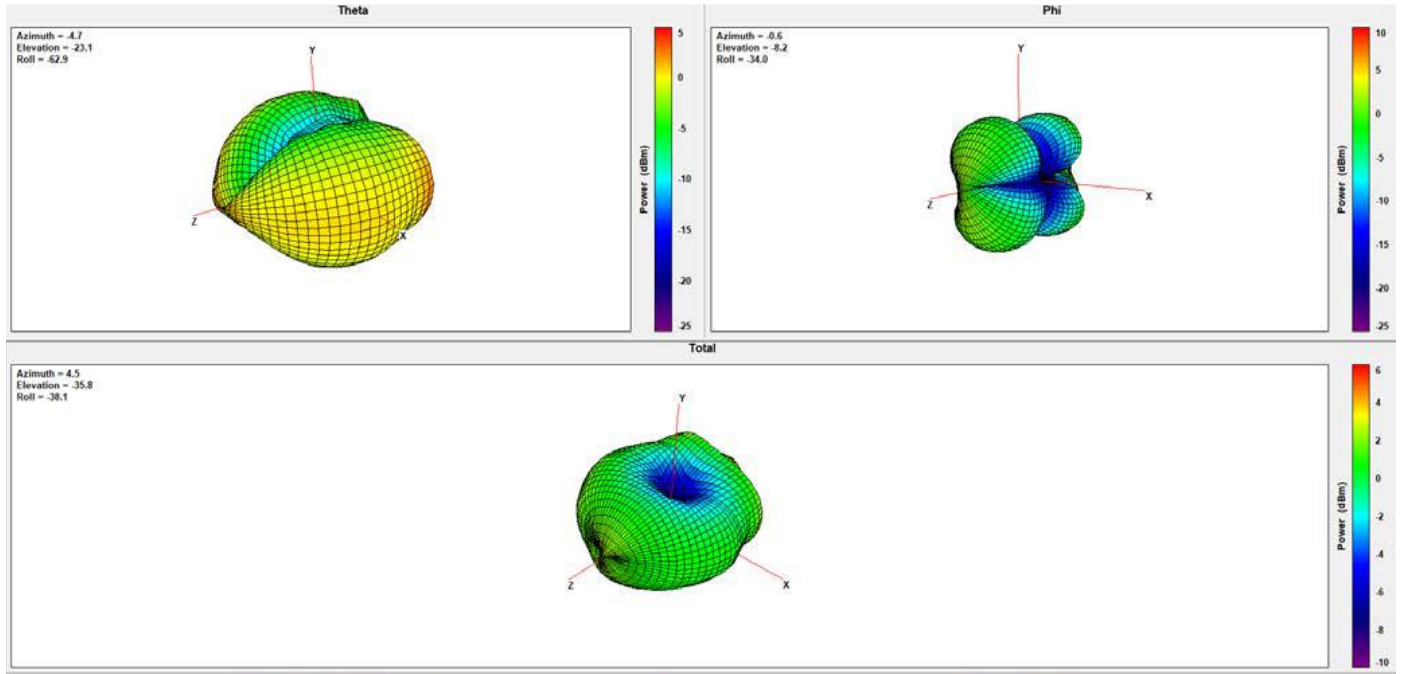 Theta
Azimuth = -4.7
Elevation = -23.1
Roll = -62.9
Y
Z
X
5
0
-5
-10
-15
-20
-25
Power (dBm)
Phi
Azimuth = -0.6
Elevation = -8.2
Roll = -34.0
Y
Z
X
10
5
0
-5
-10
-15
-20
-25
Power (dBm)
Total
Azimuth = 4.5
Elevation = -35.8
Roll = -38.1
Y
Z
X
6
4
2
0
-2
-4
-6
-8
-10
Power (dBm)